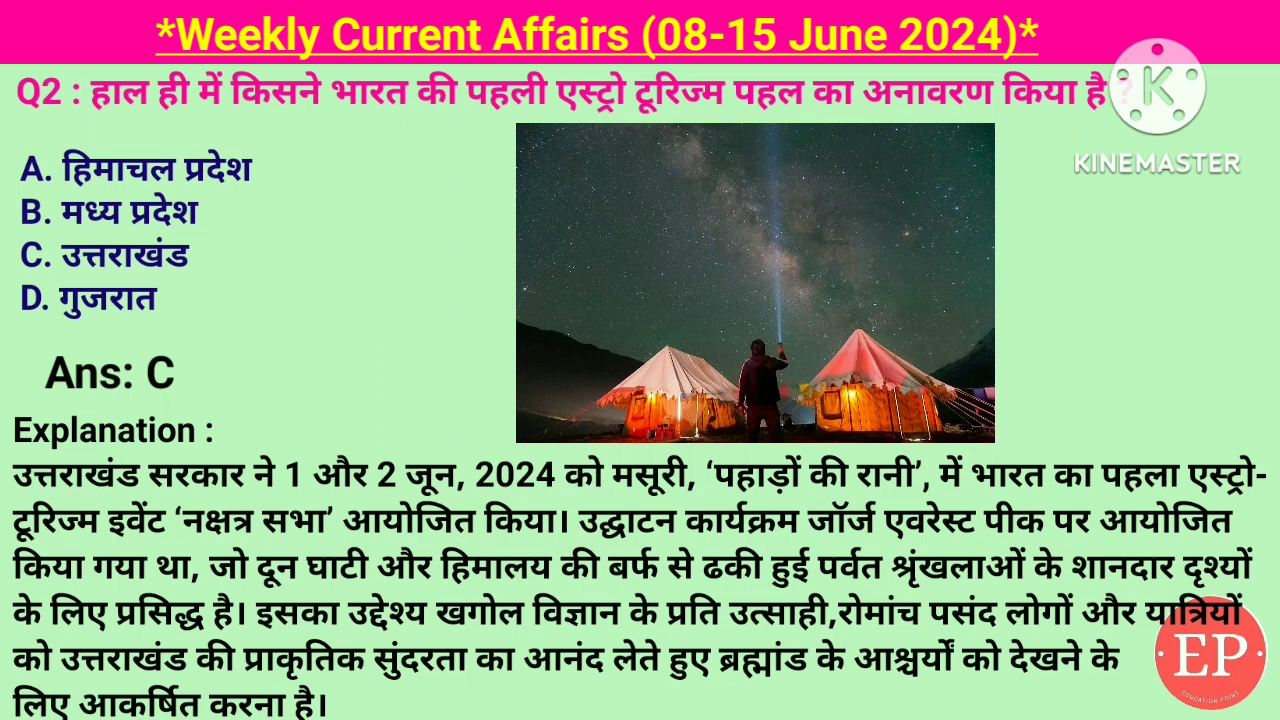 *Weekly Current Affairs (08-15 June 2024)*
Q2 : हाल ही में किसने भारत की पहली एस्ट्रो टूरिज्म पहल का अनावरण किया है ?
KINEMASTER
A. हिमाचल प्रदेश
B. मध्य प्रदेश
C. उत्तराखंड
D. गुजरात
Ans: C
Explanation :
उत्तराखंड सरकार ने 1 और 2 जून, 2024 को मसूरी, ‘पहाड़ों की रानी’, में भारत का पहला एस्ट्रो-
टूरिज्म इवेंट ‘नक्षत्र सभा’ आयोजित किया। उद्घाटन कार्यक्रम जॉर्ज एवरेस्ट पीक पर आयोजित
किया गया था, जो दून घाटी और हिमालय की बर्फ से ढकी हुई पर्वत श्रृंखलाओं के शानदार दृश्यों
के लिए प्रसिद्ध है। इसका उद्देश्य खगोल विज्ञान के प्रति उत्साही,रोमांच पसंद लोगों और यात्रियों
को उत्तराखंड की प्राकृतिक सुंदरता का आनंद लेते हुए ब्रह्मांड के आश्चर्यों को देखने के
लिए आकर्षित करना है।
EP
EDUCATION POINT